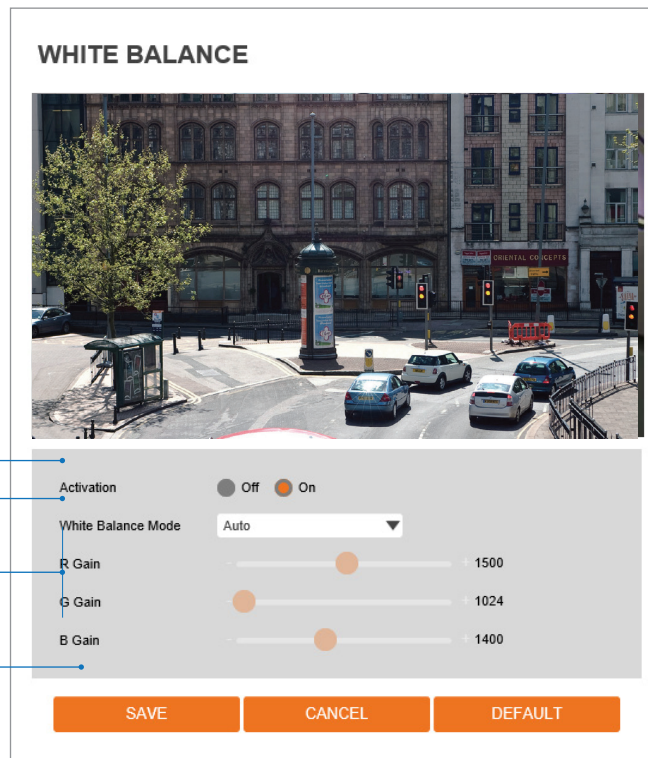 WHITE BALANCE
ORIENTAL CONCEPTS
Activation Off On
White Balance Mode Auto
R Gain - + 1500
G Gain - + 1024
B Gain - + 1400
SAVE CANCEL DEFAULT